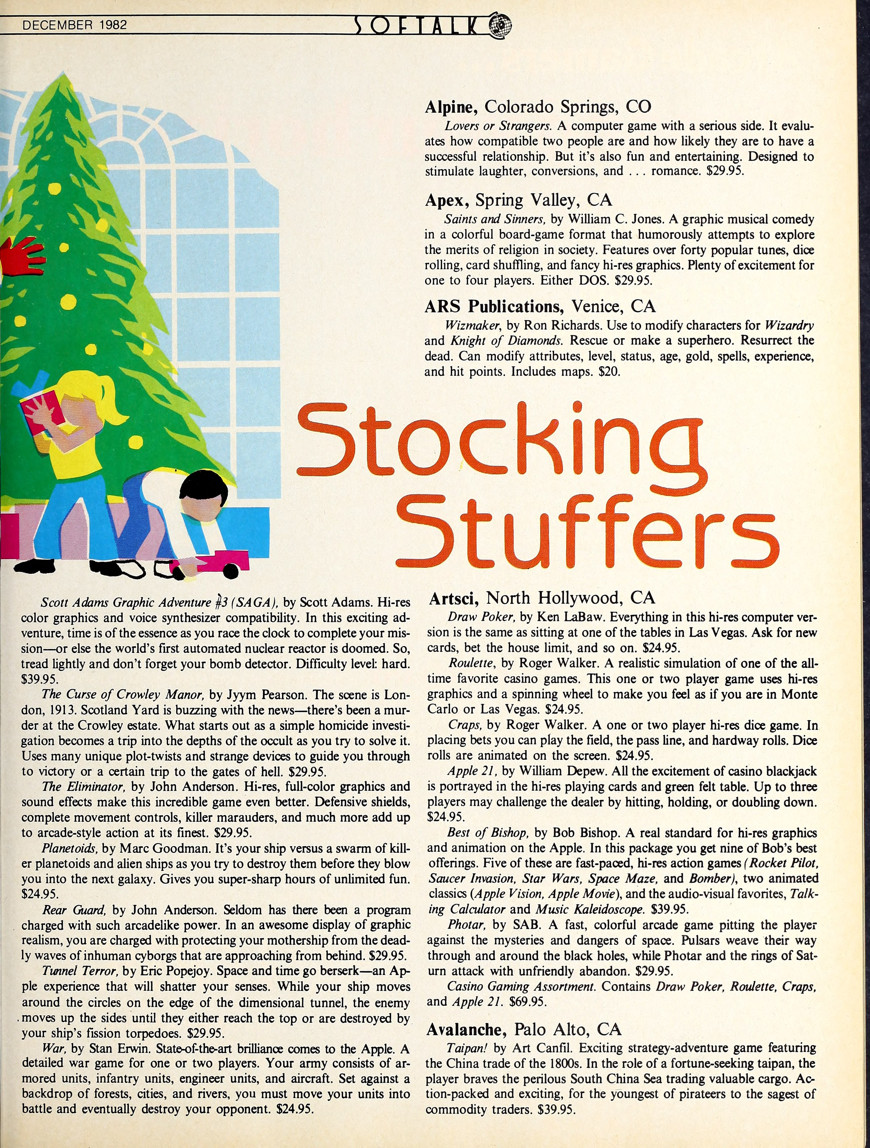 DECEMBER 1982
SOFTALK
Alpine, Colorado Springs, CO
Lovers or Strangers. A computer game with a serious side. It evalu-
ates how compatible two people are and how likely they are to have a
successful relationship. But it's also fun and entertaining. Designed to
stimulate laughter, conversions, and . . . romance. $29.95.
Apex, Spring Valley, CA
Saints and Sinners, by William C. Jones. A graphic musical comedy
in a colorful board-game format that humorously attempts to explore
the merits of religion in society. Features over forty popular tunes, dice
rolling, card shuffling, and fancy hi-res graphics. Plenty of excitement for
one to four players. Either DOS. $29.95.
ARS Publications, Venice, CA
Wizmaker, by Ron Richards. Use to modify characters for Wizardry
and Knight of Diamonds. Rescue or make a superhero. Resurrect the
dead. Can modify attributes, level, status, age, gold, spells, experience,
and hit points. Includes maps. $20.
Stocking
Stuffers
Scott Adams Graphic Adventure #3 (SAGA), by Scott Adams. Hi-res
color graphics and voice synthesizer compatibility. In this exciting ad-
venture, time is of the essence as you race the clock to complete your mis-
sion—or else the world's first automated nuclear reactor is doomed. So,
tread lightly and don't forget your bomb detector. Difficulty level: hard.
$39.95.
The Curse of Crowley Manor, by Jyym Pearson. The scene is Lon-
don, 1913. Scotland Yard is buzzing with the news—there's been a mur-
der at the Crowley estate. What starts out as a simple homicide investi-
gation becomes a trip into the depths of the occult as you try to solve it.
Uses many unique plot-twists and strange devices to guide you through
to victory or a certain trip to the gates of hell. $29.95.
The Eliminator, by John Anderson. Hi-res, full-color graphics and
sound effects make this incredible game even better. Defensive shields,
complete movement controls, killer marauders, and much more add up
to arcade-style action at its finest. $29.95.
Planetoids, by Marc Goodman. It's your ship versus a swarm of kill-
er planetoids and alien ships as you try to destroy them before they blow
you into the next galaxy. Gives you super-sharp hours of unlimited fun.
$24.95.
Rear Guard, by John Anderson. Seldom has there been a program
charged with such arcadelike power. In an awesome display of graphic
realism, you are charged with protecting your mothership from the dead-
ly waves of inhuman cyborgs that are approaching from behind. $29.95.
Tunnel Terror, by Eric Popejoy. Space and time go berserk—an Ap-
ple experience that will shatter your senses. While your ship moves
around the circles on the edge of the dimensional tunnel, the enemy
moves up the sides until they either reach the top or are destroyed by
your ship's fission torpedoes. $29.95.
War, by Stan Erwin. State-of-the-art brilliance comes to the Apple. A
detailed war game for one or two players. Your army consists of ar-
mored units, infantry units, engineer units, and aircraft. Set against a
backdrop of forests, cities, and rivers, you must move your units into
battle and eventually destroy your opponent. $24.95.
Artsci, North Hollywood, CA
Draw Poker, by Ken LaBaw. Everything in this hi-res computer ver-
sion is the same as sitting at one of the tables in Las Vegas. Ask for new
cards, bet the house limit, and so on. $24.95.
Roulette, by Roger Walker. A realistic simulation of one of the all-
time favorite casino games. This one or two player game uses hi-res
graphics and a spinning wheel to make you feel as if you are in Monte
Carlo or Las Vegas. $24.95.
Craps, by Roger Walker. A one or two player hi-res dice game. In
placing bets you can play the field, the pass line, and hardway rolls. Dice
rolls are animated on the screen. $24.95.
Apple 21, by William Depew. All the excitement of casino blackjack
is portrayed in the hi-res playing cards and green felt table. Up to three
players may challenge the dealer by hitting, holding, or doubling down.
$24.95.
Best of Bishop, by Bob Bishop. A real standard for hi-res graphics
and animation on the Apple. In this package you get nine of Bob's best
offerings. Five of these are fast-paced, hi-res action games (Rocket Pilot,
Saucer Invasion, Star Wars, Space Maze, and Bomber), two animated
classics (Apple Vision, Apple Movie), and the audio-visual favorites, Talk-
ing Calculator and Music Kaleidoscope. $39.95.
Photar, by SAB. A fast, colorful arcade game pitting the player
against the mysteries and dangers of space. Pulsars weave their way
through and around the black holes, while Photar and the rings of Sat-
urn attack with unfriendly abandon. $29.95.
Casino Gaming Assortment. Contains Draw Poker, Roulette, Craps,
and Apple 21. $69.95.
Avalanche, Palo Alto, CA
Taipan! by Art Canfil. Exciting strategy-adventure game featuring
the China trade of the 1800s. In the role of a fortune-seeking taipan, the
player braves the perilous South China Sea trading valuable cargo. Ac-
tion-packed and exciting, for the youngest of pirateers to the sagest of
commodity traders. $39.95.